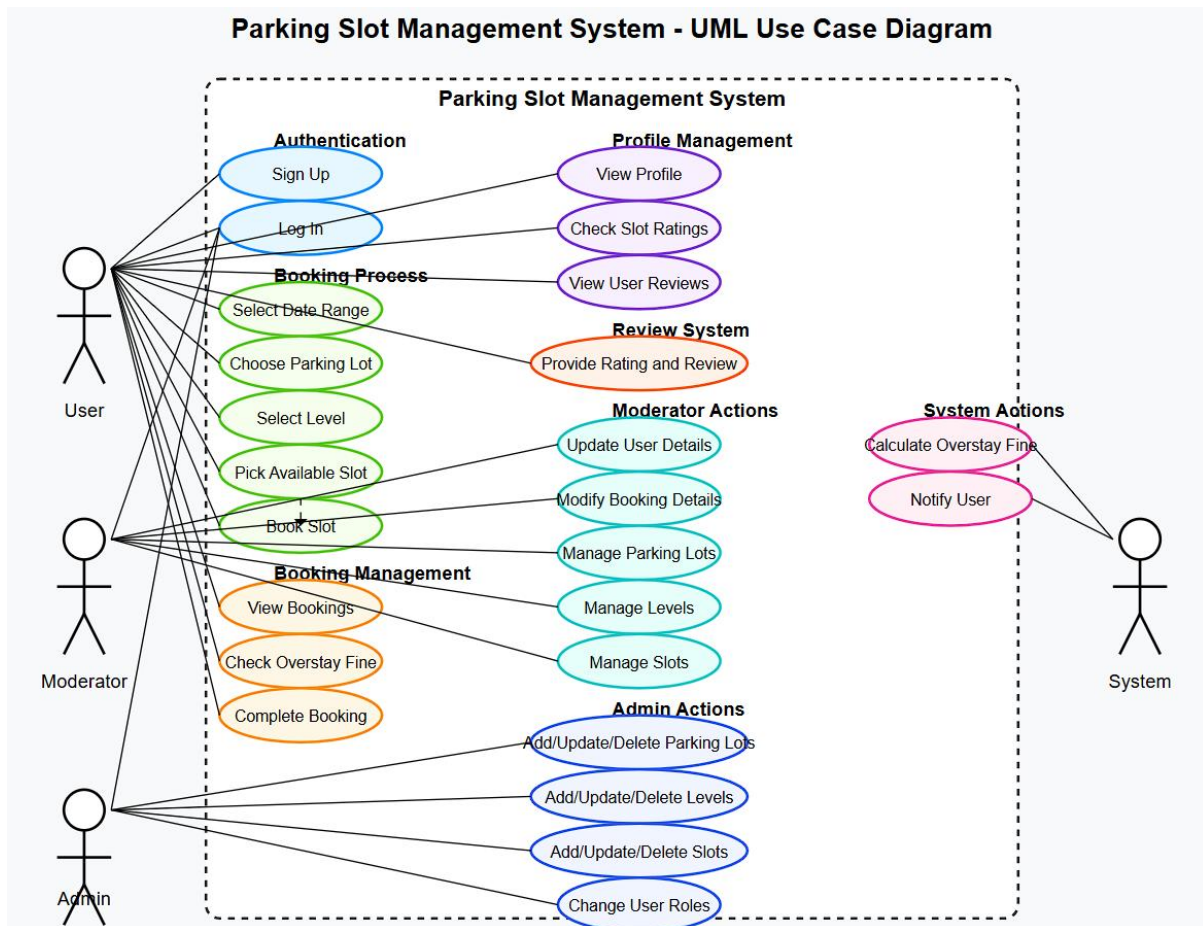 Parking Slot Management System - UML Use Case Diagram
Parking Slot Management System
Authentication
Sign Up
Log In
Booking Process
Select Date Range
Choose Parking Lot
Select Level
Pick Available Slot
Book Slot
Booking Management
View Bookings
Check Overstay Fine
Complete Booking
Profile Management
View Profile
Check Slot Ratings
View User Reviews
Review System
Provide Rating and Review
Moderator Actions
Update User Details
Modify Booking Details
Manage Parking Lots
Manage Levels
Manage Slots
Admin Actions
Add/Update/Delete Parking Lots
Add/Update/Delete Levels
Add/Update/Delete Slots
Change User Roles
System Actions
Calculate Overstay Fine
Notify User
User
Moderator
Admin
System